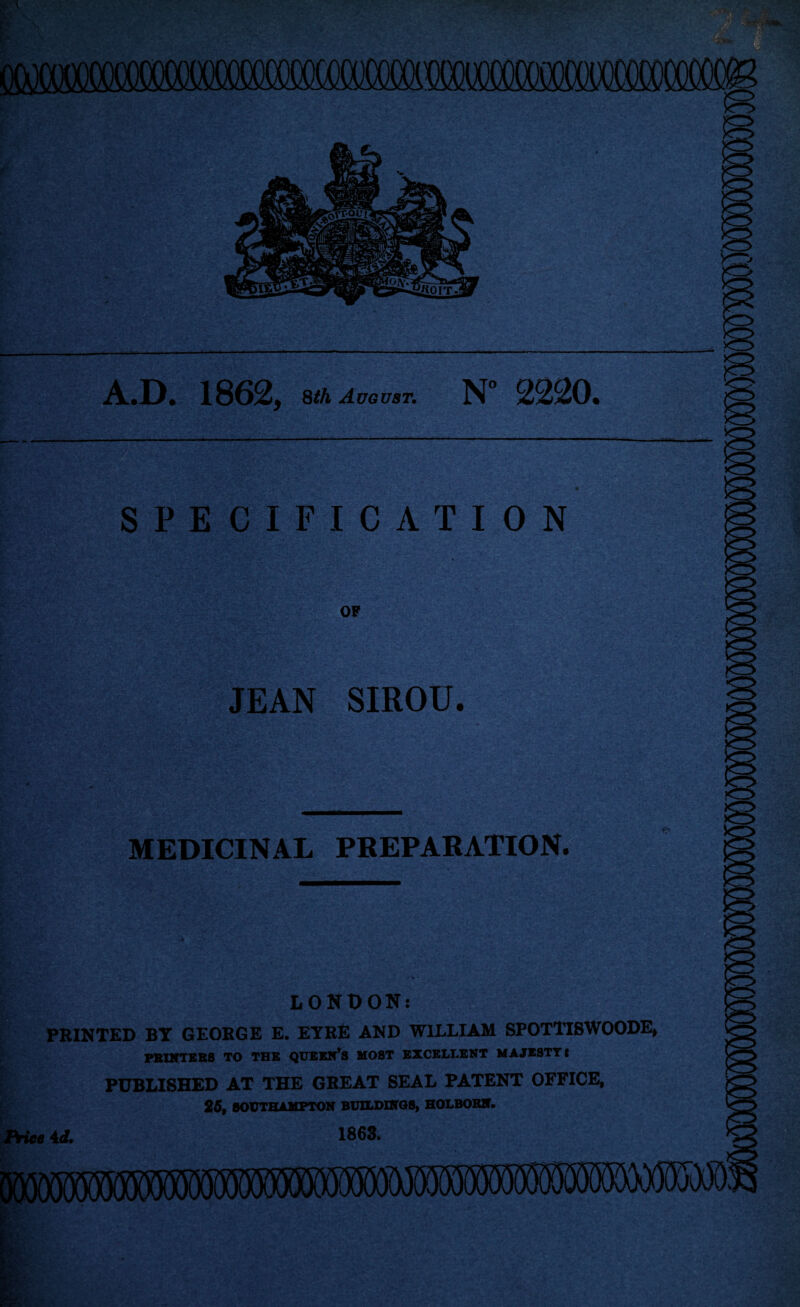 A.D. 1862, 8th AUGUST. N° 2220.
SPECIFICATION
OF
JEAN SIROU.
MEDICINAL PREPARATION.
LONDON:
PRINTED BY GEORGE E. EYRE AND WILLIAM SPOTTISWOODE,
PRINTERS TO THE QUEEN'S MOST EXCELLENT MAJESTY:
PUBLISHED AT THE GREAT SEAL PATENT OFFICE,
25, SOUTHAMPTON BUILDINGS, HOLBORN.
Price 4d. 1863.